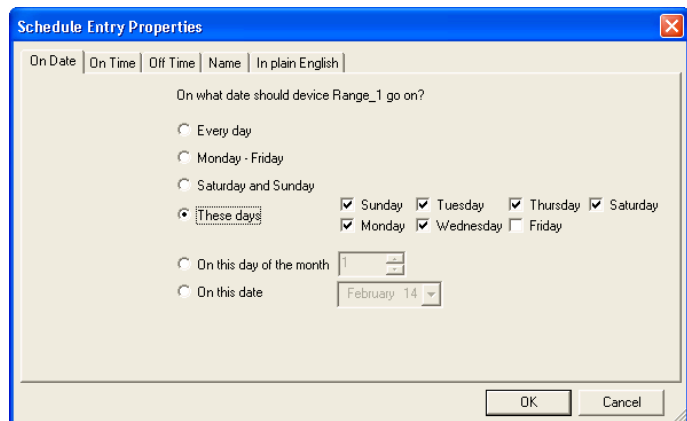 Schedule Entry Properties
On Date On Time Off Time Name In plain English
On what date should device Range_1 go on?
Every day
Monday - Friday
Saturday and Sunday
These days
Sunday Tuesday Thursday Saturday
Monday Wednesday Friday
On this day of the month 1
On this date February 14
OK Cancel